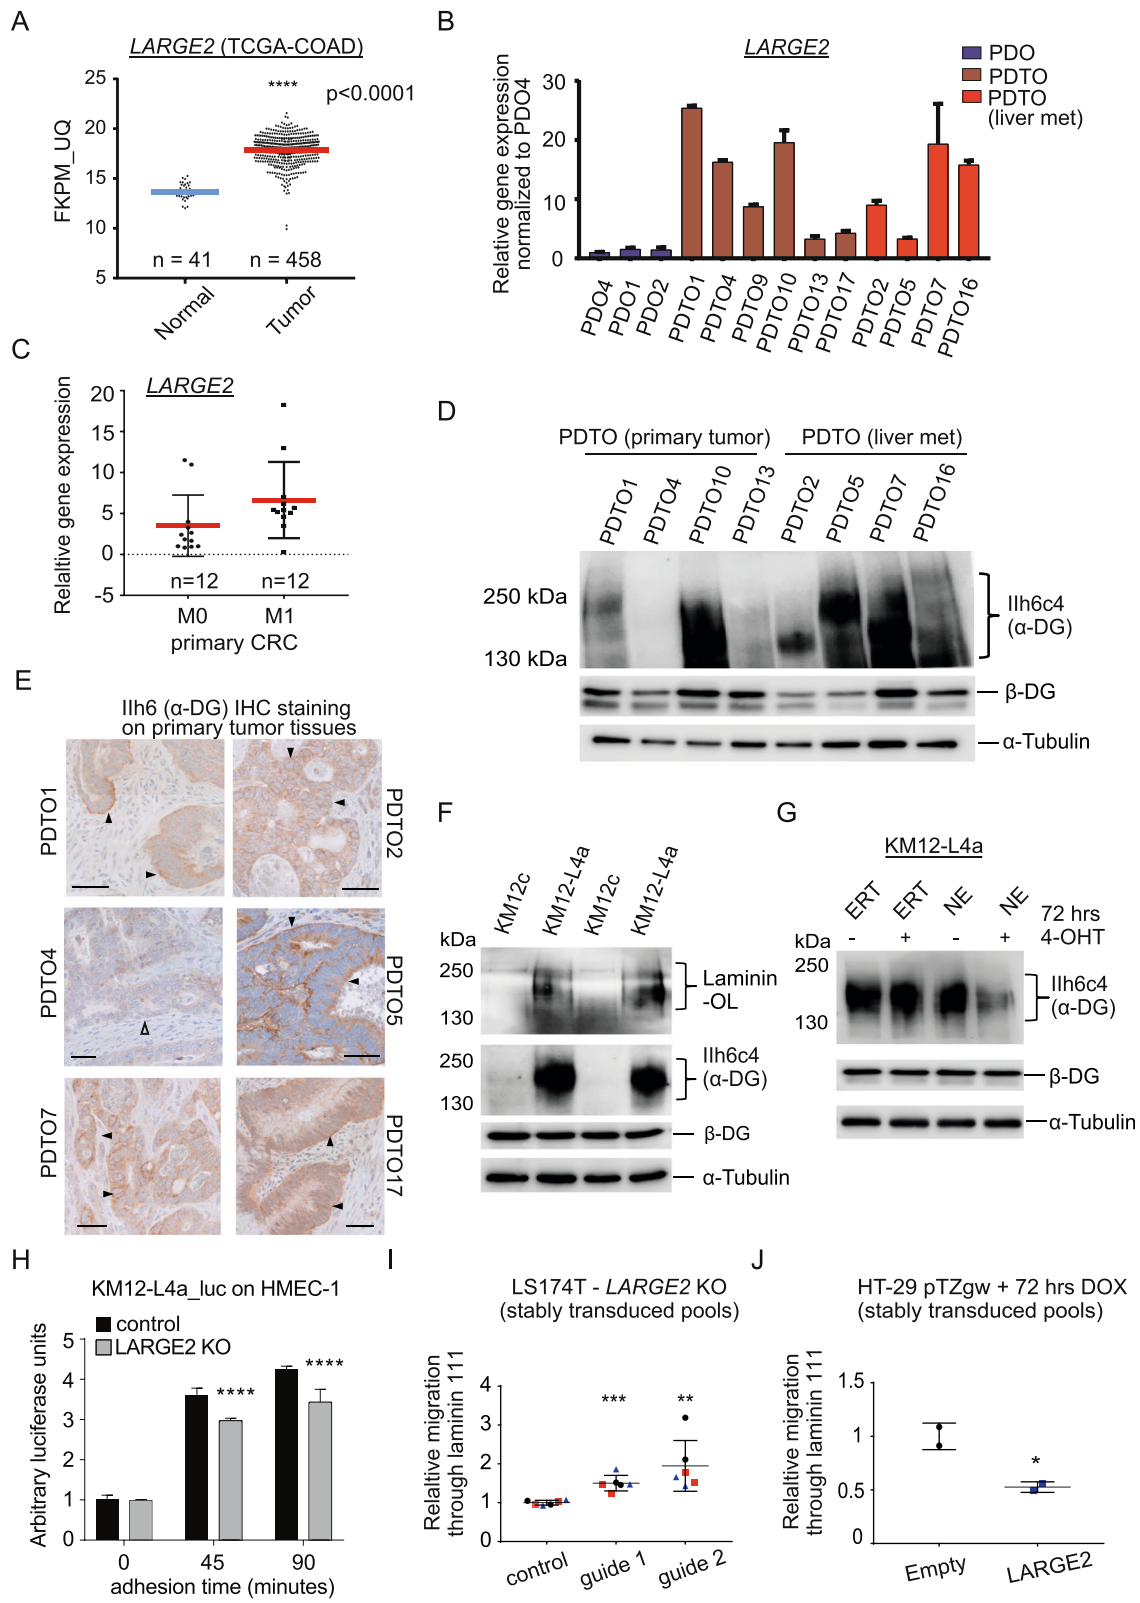 A
LARGE2 (TCGA-COAD)
25
20
15
10
5
FKPM_UQ
****
p<0.0001
n = 41
n = 458
Normal
Tumor
B
LARGE2
PDO
PDTO
PDTO
(liver met)
Relative gene expression
normalized to PDO4
30
20
10
0
PDO4
PDO1
PDO2
PDTO1
PDTO4
PDTO9
PDTO10
PDTO13
PDTO17
PDTO2
PDTO5
PDTO7
PDTO16
C
LARGE2
Relaltive gene expression
20
15
10
5
0
-5
n=12
n=12
M0
M1
primary CRC
D
PDTO (primary tumor)
PDTO (liver met)
PDTO1
PDTO4
PDTO10
PDTO13
PDTO2
PDTO5
PDTO7
PDTO16
250 kDa
130 kDa
IIh6c4
(α-DG)
β-DG
α-Tubulin
E
IIh6 (α-DG) IHC staining
on primary tumor tissues
PDTO1
PDTO2
PDTO4
PDTO5
PDTO7
PDTO17
F
KM12c
KM12-L4a
KM12c
KM12-L4a
kDa
250
130
Laminin
-OL
250
130
IIh6c4
(α-DG)
β-DG
α-Tubulin
G
KM12-L4a
ERT
ERT
NE
NE
72 hrs
- + - + 4-OHT
kDa
250
130
IIh6c4
(α-DG)
β-DG
α-Tubulin
H
KM12-L4a_luc on HMEC-1
control
LARGE2 KO
Arbitrary luciferase units
5
4
3
2
1
0
****
****
0
45
90
adhesion time (minutes)
I
LS174T - LARGE2 KO
(stably transduced pools)
Relaltive migration
through laminin 111
4
3
2
1
0
***
**
control
guide 1
guide 2
J
HT-29 pTZgw + 72 hrs DOX
(stably transduced pools)
Relaltive migration
through laminin 111
1.5
1
0.5
0
*
Empty
LARGE2